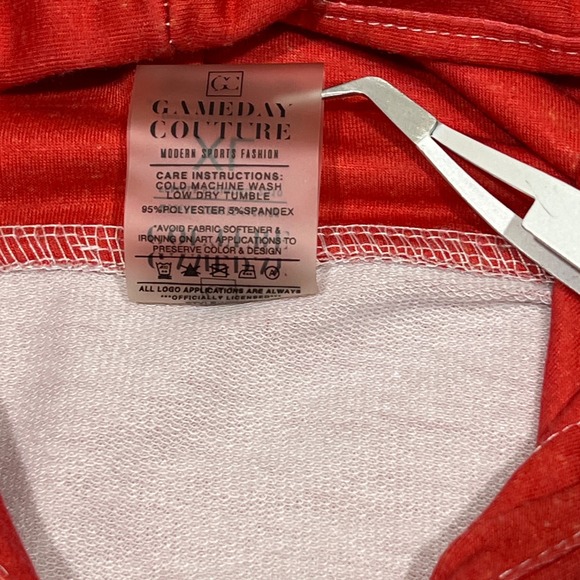 GC
GAMEDAY
COUTURE
MODERN SPORTS FASHION
XL
CARE INSTRUCTIONS:
COLD MACHINE WASH
LOW DRY TUMBLE
95%POLYESTER 5%SPANDEX
*AVOID FABRIC SOFTENER &
IRONING ON ART APPLICATIONS TO
PRESERVE COLOR & DESIGN
ALL LOGO APPLICATIONS ARE ALWAYS
***OFFICIALLY LICENSED***